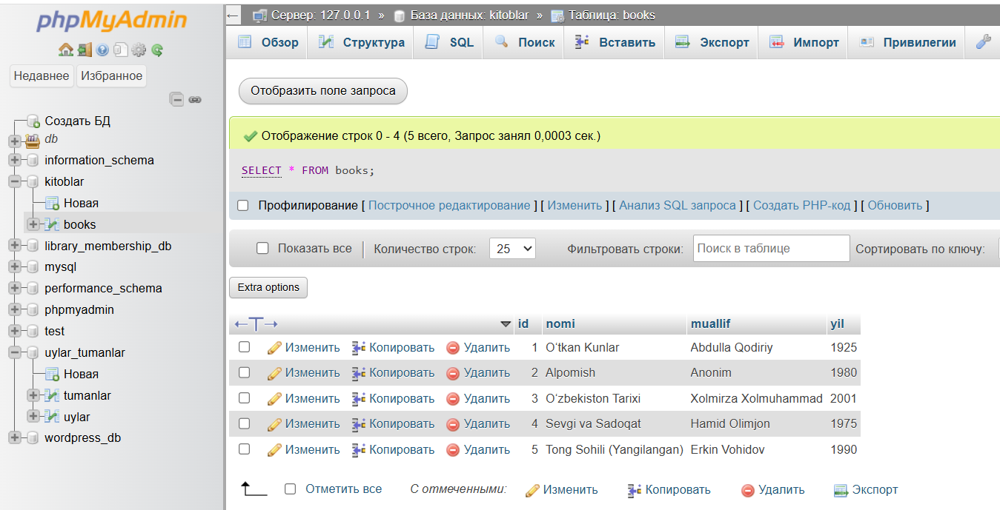 phpMyAdmin
Недавнее Избранное
Создать БД
db
information_schema
kitoblar
Новая
books
library_membership_db
mysql
performance_schema
phpmyadmin
test
uylar_tumanlar
Новая
tumanlar
uylar
wordpress_db
← Сервер: 127.0.0.1 » База данных: kitoblar » Таблица: books
Обзор Структура SQL Поиск Вставить Экспорт Импорт Привилегии
Отобразить поле запроса
Отображение строк 0 - 4 (5 всего, Запрос занял 0,0003 сек.)
SELECT * FROM books;
Профилирование [ Построчное редактирование ] [ Изменить ] [ Анализ SQL запроса ] [ Создать PHP-код ] [ Обновить ]
Показать все | Количество строк: 25 Фильтровать строки: Поиск в таблице Сортировать по ключу:
Extra options
←T→ id nomi muallif yil
Изменить Копировать Удалить 1 O‘tkan Kunlar Abdulla Qodiriy 1925
Изменить Копировать Удалить 2 Alpomish Anonim 1980
Изменить Копировать Удалить 3 O‘zbekiston Tarixi Xolmirza Xolmuhammad 2001
Изменить Копировать Удалить 4 Sevgi va Sadoqat Hamid Olimjon 1975
Изменить Копировать Удалить 5 Tong Sohili (Yangilangan) Erkin Vohidov 1990
Отметить все С отмеченными: Изменить Копировать Удалить Экспорт